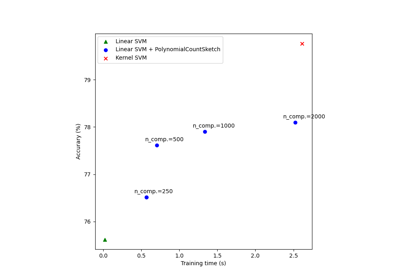 Linear SVM
Linear SVM + PolynomialCountSketch
Kernel SVM
79
n_comp.=2000
78
n_comp.=1000
n_comp.=500
77
n_comp.=250
76
Accurary (%)
0.0 0.5 1.0 1.5 2.0 2.5
Training time (s)